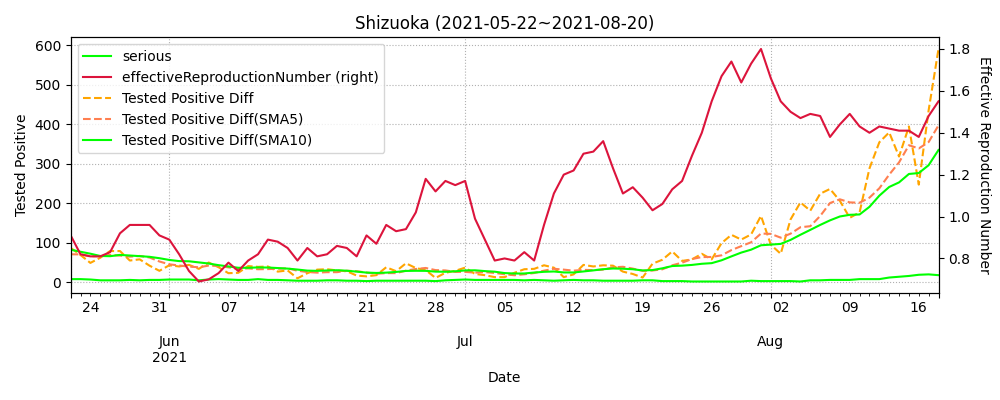 Shizuoka (2021-05-22~2021-08-20)
serious
effectiveReproductionNumber (right)
Tested Positive Diff
Tested Positive Diff(SMA5)
Tested Positive Diff(SMA10)
Tested Positive
600
500
400
300
200
100
0
1.8
1.6
1.4
1.2
1.0
0.8
Effective Reproduction Number
24 31 07 14 21 28 05 12 19 26 02 09
Jun Jul Aug
2021
Date